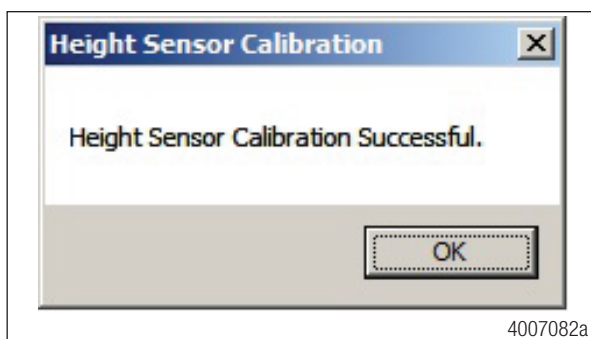 Height Sensor Calibration
Height Sensor Calibration Successful.
OK
4007082a